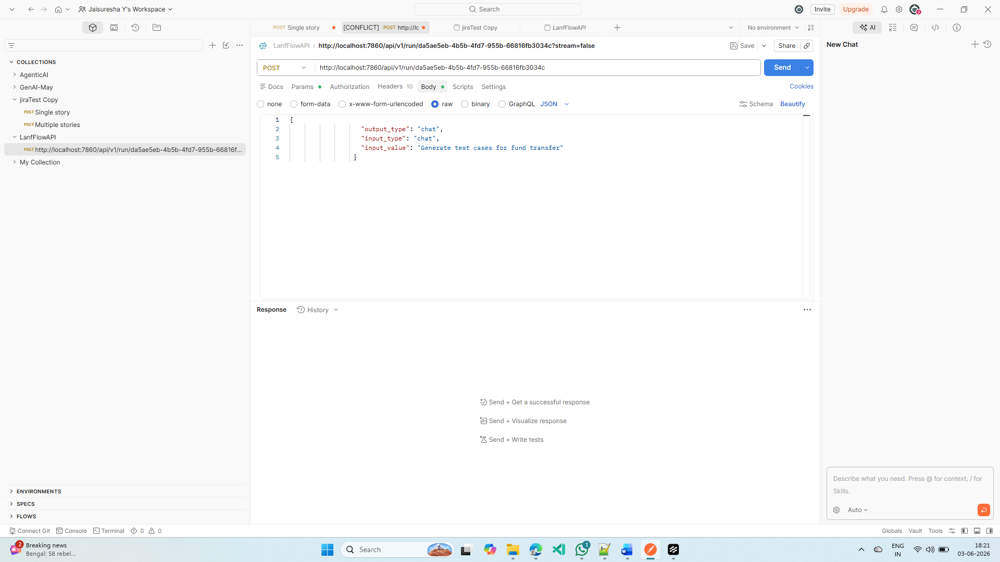 Jaisuresha Y's Workspace
Search
Invite
Upgrade
POST Single story
[CONFLICT] POST http://lc
jiraTest Copy
LanfFlowAPI
No environment
AI
LanfFlowAPI > http://localhost:7860/api/v1/run/da5ae5eb-4b5b-4fd7-955b-66816fb3034c?stream=false
Save
Share
New Chat
COLLECTIONS
AgenticAI
GenAI-May
jiraTest Copy
POST Single story
POST Multiple stories
LanfFlowAPI
POST http://localhost:7860/api/v1/run/da5ae5eb-4b5b-4fd7-955b-66816f...
My Collection
POST
http://localhost:7860/api/v1/run/da5ae5eb-4b5b-4fd7-955b-66816fb3034c
Send
Docs
Params
Authorization
Headers 10
Body
Scripts
Settings
Cookies
none
form-data
x-www-form-urlencoded
raw
binary
GraphQL
JSON
Schema
Beautify
1 {
2 "output_type": "chat",
3 "input_type": "chat",
4 "input_value": "Generate test cases for fund transfer"
5 }
Response
History
Send + Get a successful response
Send + Visualize response
Send + Write tests
Describe what you need. Press @ for context, / for
Skills.
Auto
ENVIRONMENTS
SPECS
FLOWS
Connect Git
Console
Terminal
0
0
Globals
Vault
Tools
2
Breaking news
Bengal: 58 rebel...
Search
1
ENG
IN
18:21
03-06-2026